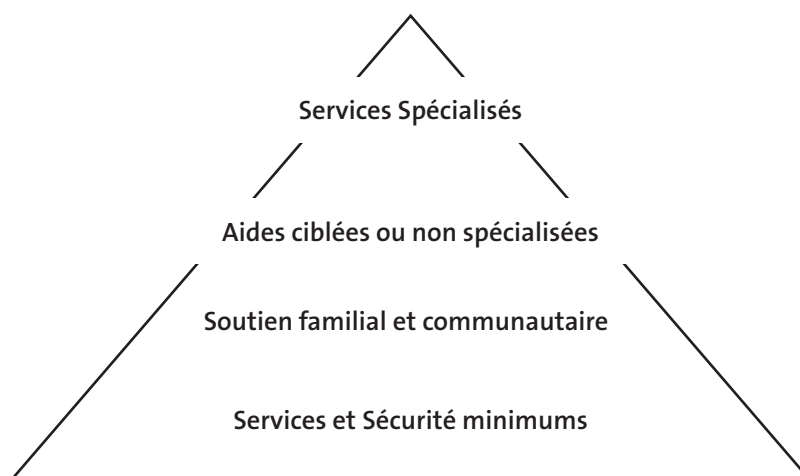 Services Spécialisés
Aides ciblées ou non spécialisées
Soutien familial et communautaire
Services et Sécurité minimums